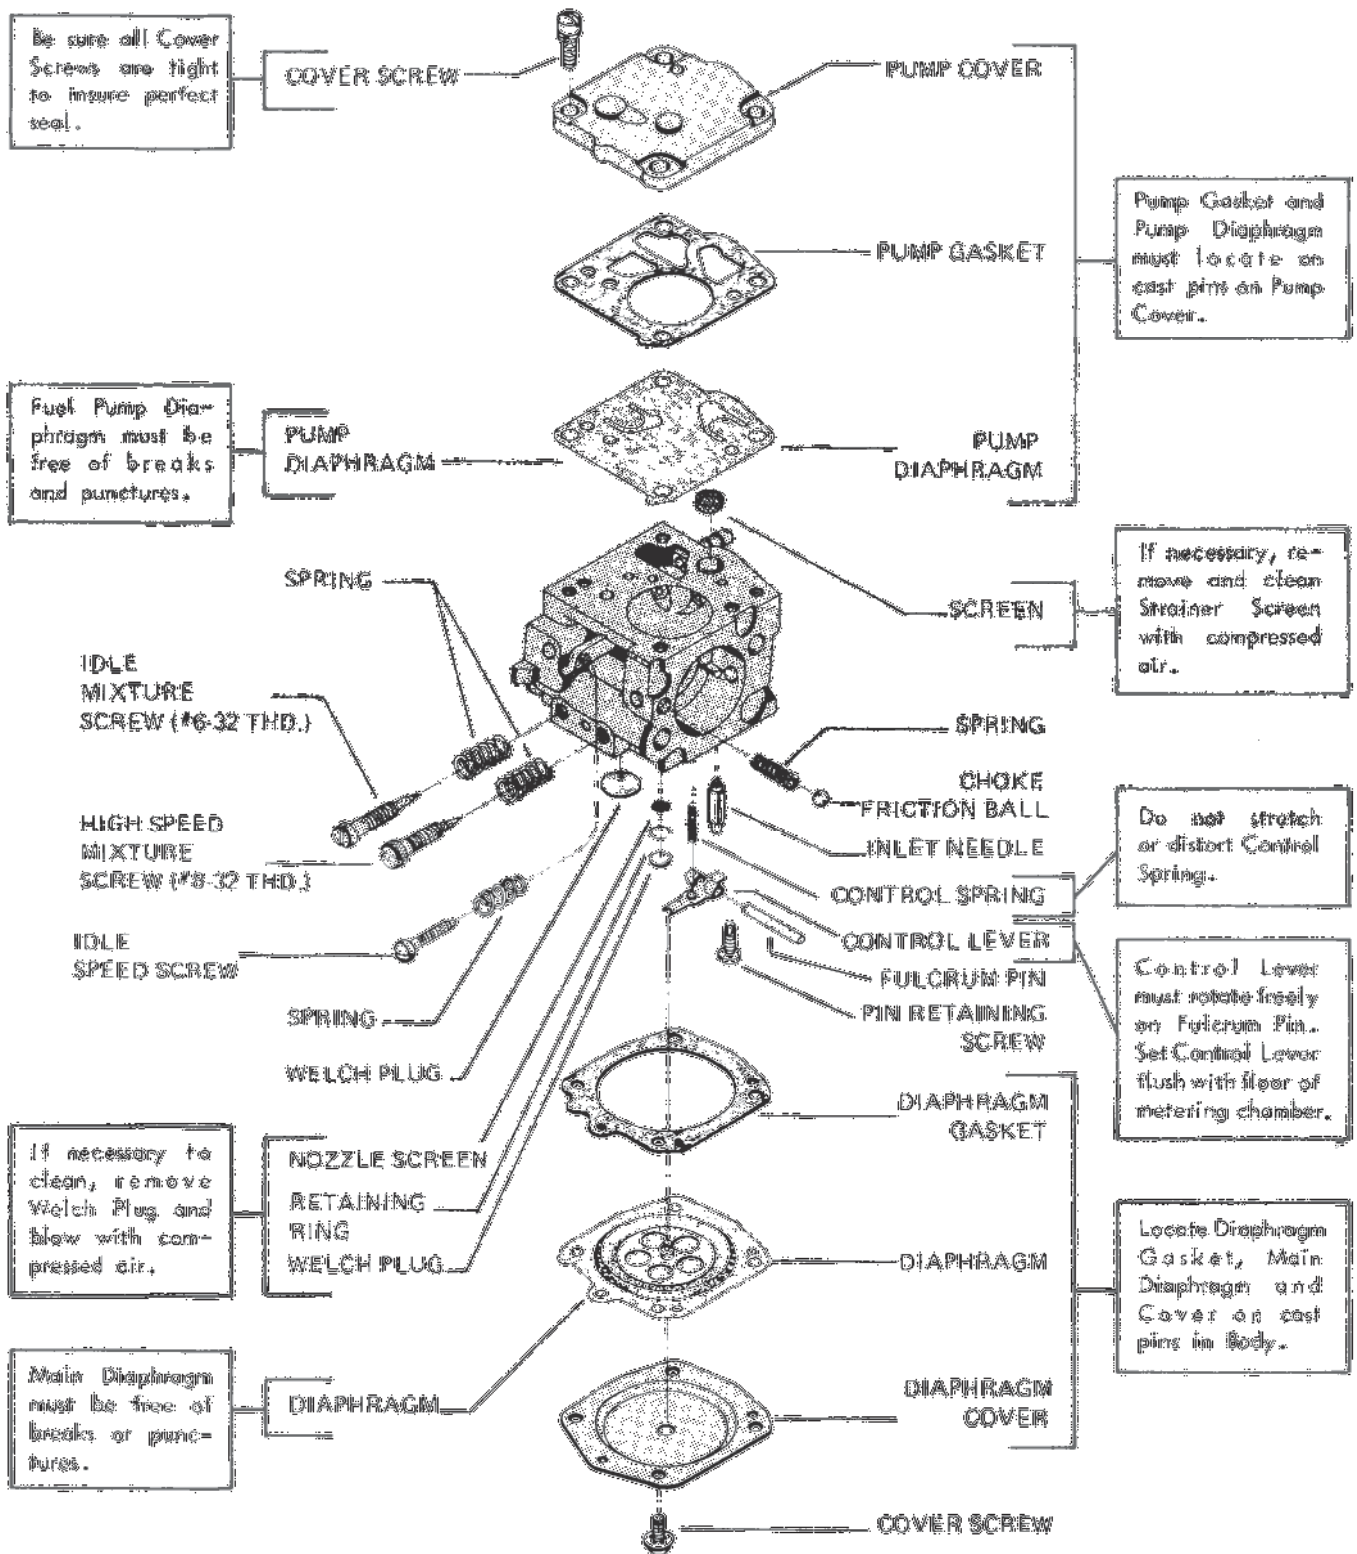 Be sure all Cover
Screws are tight
to insure perfect
seal.
COVER SCREW
PUMP COVER
Pump Gasket and
Pump Diaphragm
must locate on
cast pins on Pump
Cover.
PUMP GASKET
Fuel Pump Dia-
phragm must be
free of breaks
and punctures.
PUMP
DIAPHRAGM
PUMP
DIAPHRAGM
If necessary, re-
move and clean
Strainer Screen
with compressed
air.
SPRING
SCREEN
IDLE
MIXTURE
SCREW (#6-32 THD.)
SPRING
CHOKE
FRICTION BALL
HIGH SPEED
MIXTURE
SCREW (#8-32 THD.)
INLET NEEDLE
Do not stretch
or distort Control
Spring.
CONTROL SPRING
IDLE
SPEED SCREW
CONTROL LEVER
FULCRUM PIN
PIN RETAINING
SCREW
Control Lever
must rotate freely
on Fulcrum Pin.
Set Control Lever
flush with floor of
metering chamber.
SPRING
WELCH PLUG
DIAPHRAGM
GASKET
If necessary to
clean, remove
Welch Plug and
blow with com-
pressed air.
NOZZLE SCREEN
RETAINING
RING
WELCH PLUG
DIAPHRAGM
Locate Diaphragm
Gasket, Main
Diaphragm and
Cover on cast
pins in Body.
Main Diaphragm
must be free of
breaks or punc-
tures.
DIAPHRAGM
DIAPHRAGM
COVER
COVER SCREW